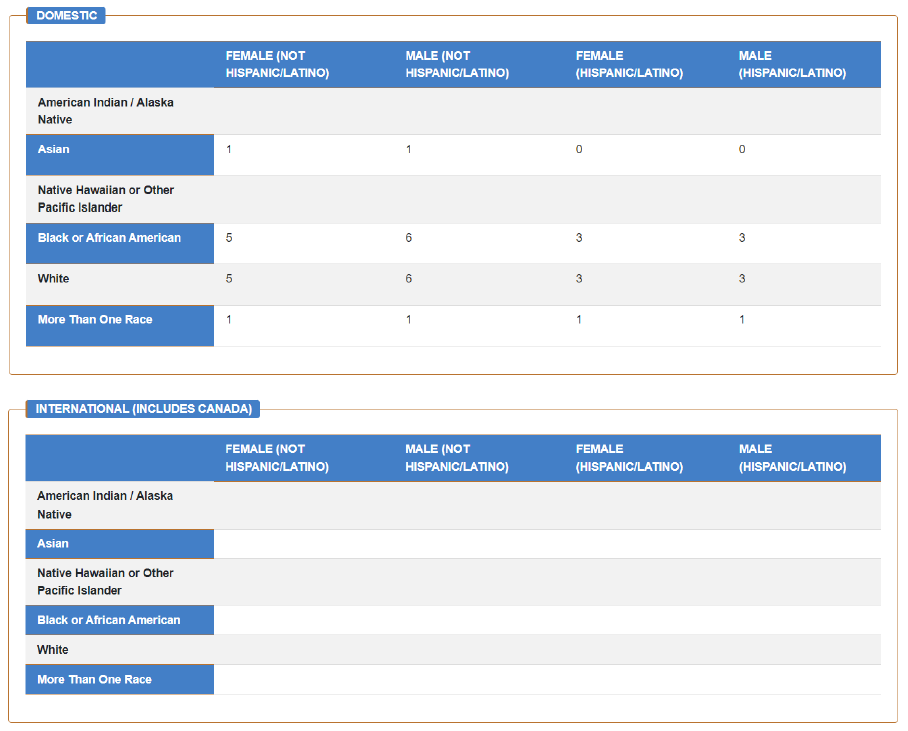 DOMESTIC
FEMALE (NOT MALE (NOT FEMALE MALE
HISPANIC/LATINO) HISPANIC/LATINO) (HISPANIC/LATINO) (HISPANIC/LATINO)
American Indian / Alaska
Native
Asian 1 1 0 0
Native Hawaiian or Other
Pacific Islander
Black or African American 5 6 3 3
White 5 6 3 3
More Than One Race 1 1 1 1
INTERNATIONAL (INCLUDES CANADA)
FEMALE (NOT MALE (NOT FEMALE MALE
HISPANIC/LATINO) HISPANIC/LATINO) (HISPANIC/LATINO) (HISPANIC/LATINO)
American Indian / Alaska
Native
Asian
Native Hawaiian or Other
Pacific Islander
Black or African American
White
More Than One Race